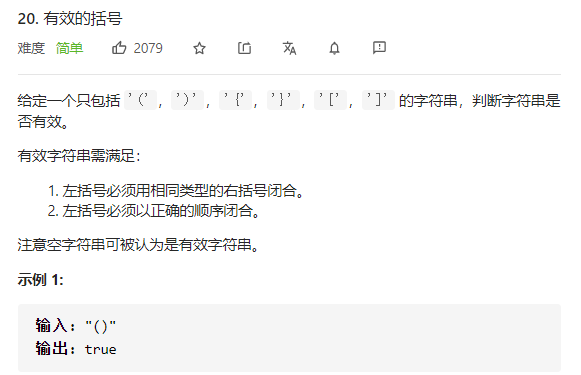 20. 有效的括号
难度 简单 2079
给定一个只包括 '(', ')', '{', '}', '[', ']' 的字符串,判断字符串是
否有效。
有效字符串需满足:
1. 左括号必须用相同类型的右括号闭合。
2. 左括号必须以正确的顺序闭合。
注意空字符串可被认为是有效字符串。
示例 1:
输入: "()"
输出: true